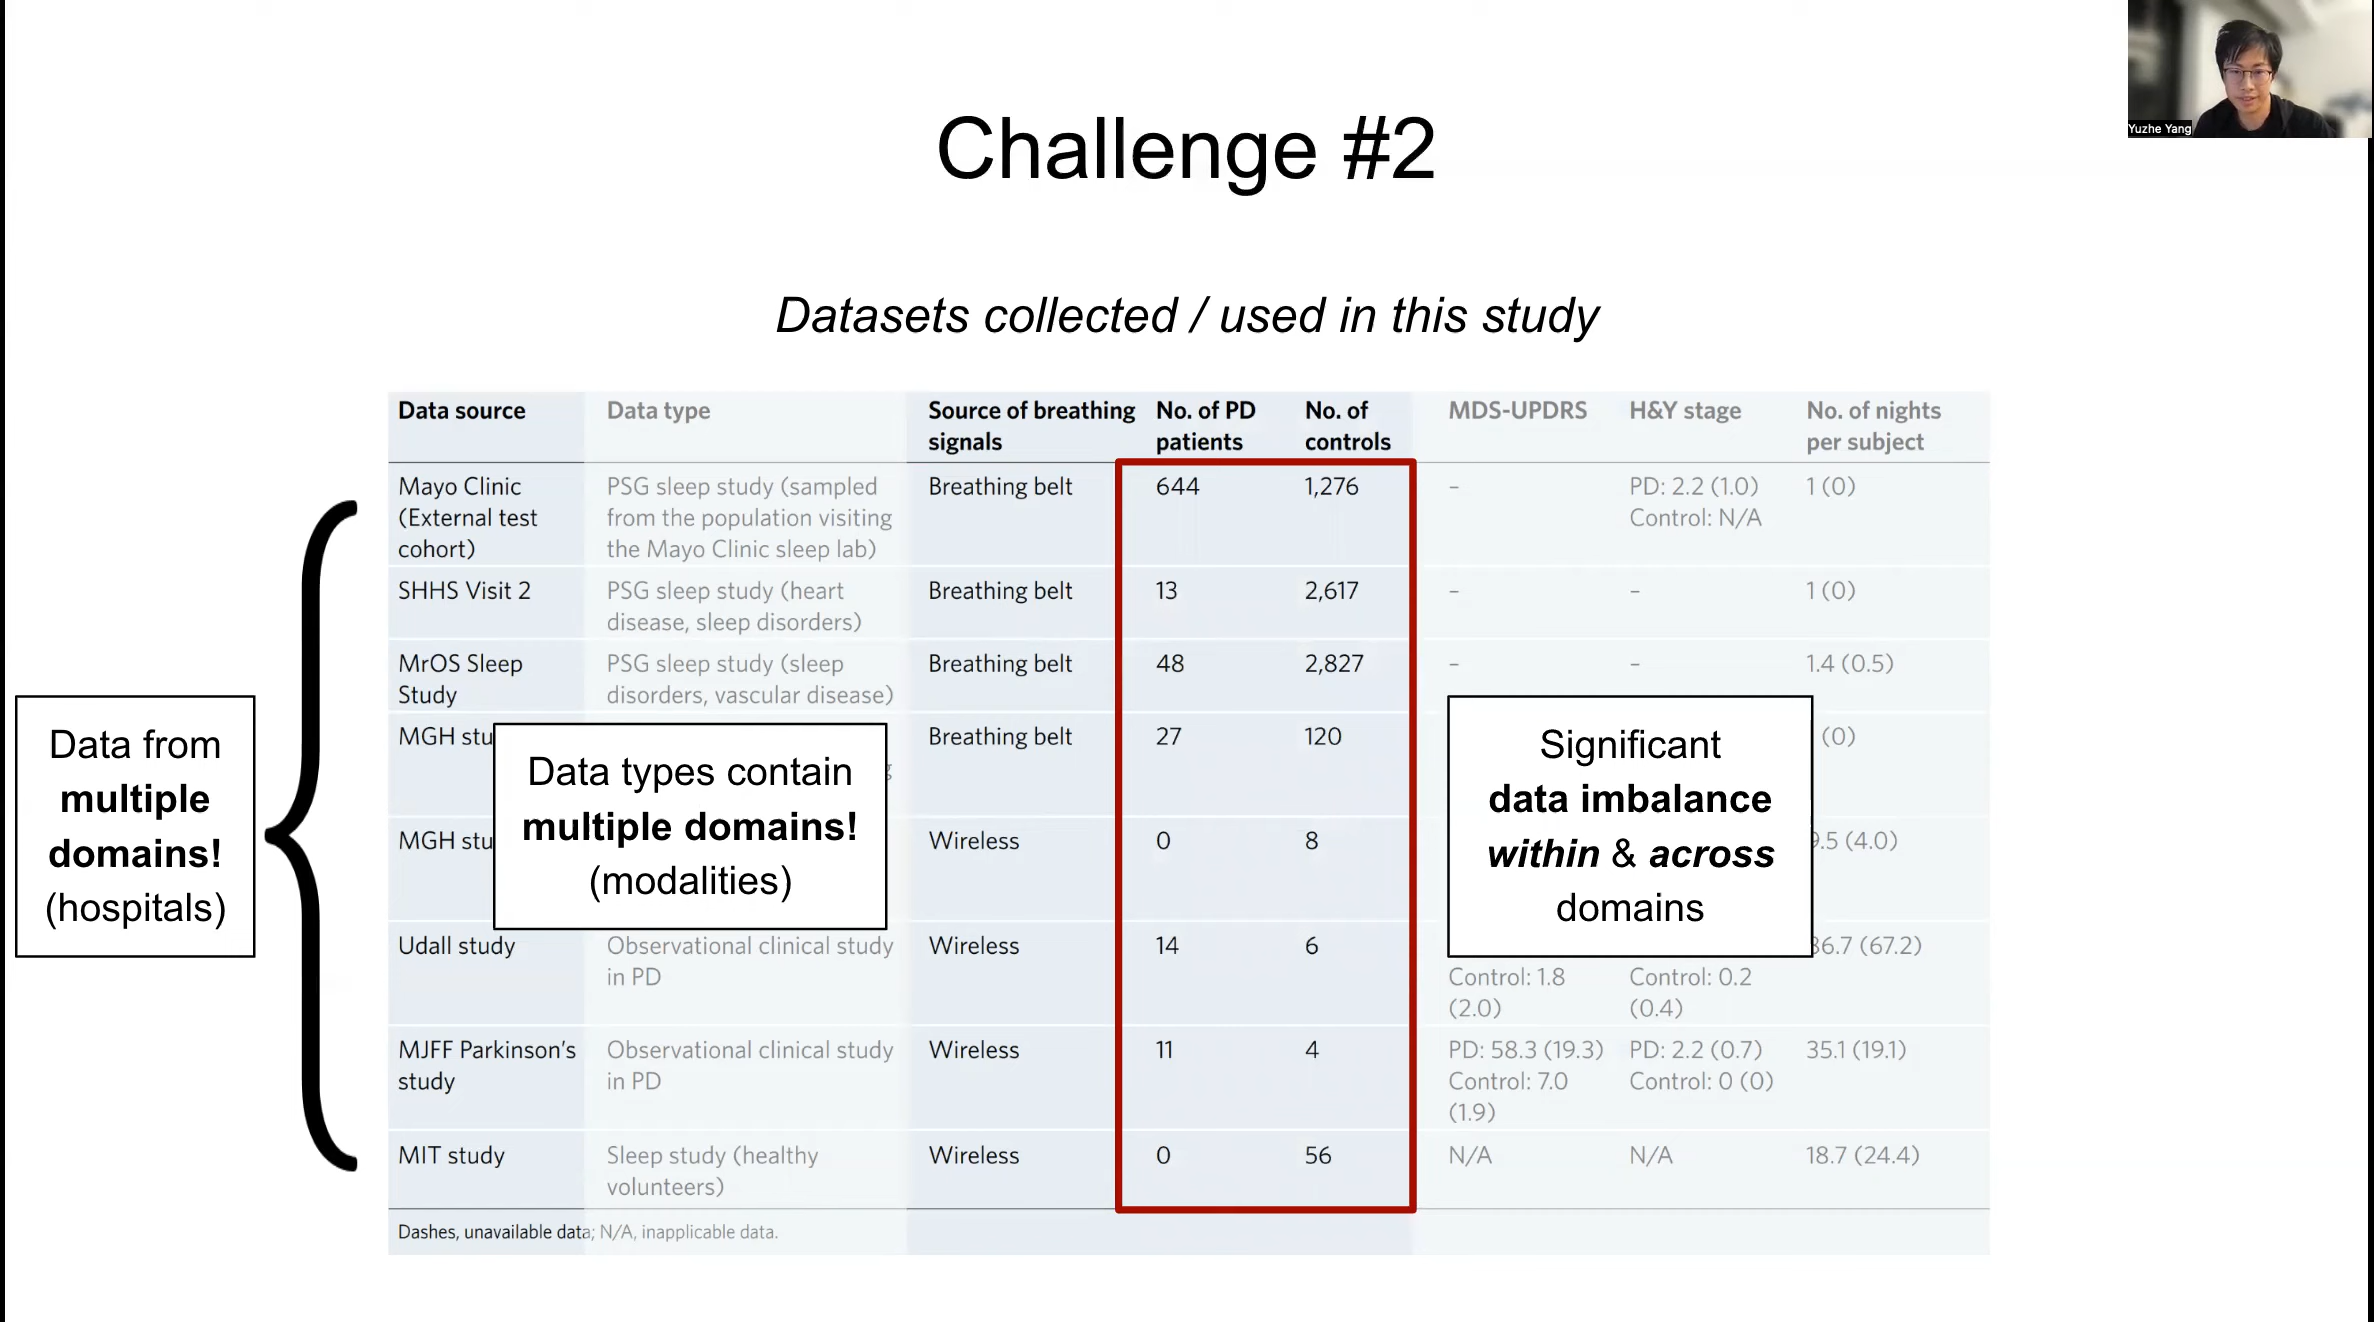 Yuzhe Yang
Challenge #2
Datasets collected / used in this study
Data source
Data type
Source of breathing
signals
No. of PD
patients
No. of
controls
MDS-UPDRS
H&Y stage
No. of nights
per subject
Mayo Clinic
(External test
cohort)
PSG sleep study (sampled
from the population visiting
the Mayo Clinic sleep lab)
Breathing belt
644
1,276
–
PD: 2.2 (1.0)
Control: N/A
1 (0)
SHHS Visit 2
PSG sleep study (heart
disease, sleep disorders)
Breathing belt
13
2,617
–
–
1 (0)
MrOS Sleep
Study
PSG sleep study (sleep
disorders, vascular disease)
Breathing belt
48
2,827
–
–
1.4 (0.5)
MGH
Breathing belt
27
120
(0)
MGH
Wireless
0
8
.5 (4.0)
Udall study
Observational clinical study
in PD
Wireless
14
6
Control: 1.8
(2.0)
Control: 0.2
(0.4)
6.7 (67.2)
MJFF Parkinson's
study
Observational clinical study
in PD
Wireless
11
4
PD: 58.3 (19.3)
Control: 7.0
(1.9)
PD: 2.2 (0.7)
Control: 0 (0)
35.1 (19.1)
MIT study
Sleep study (healthy
volunteers)
Wireless
0
56
N/A
N/A
18.7 (24.4)
Dashes, unavailable data; N/A, inapplicable data.
Data from
multiple
domains!
(hospitals)
Data types contain
multiple domains!
(modalities)
Significant
data imbalance
within & across
domains